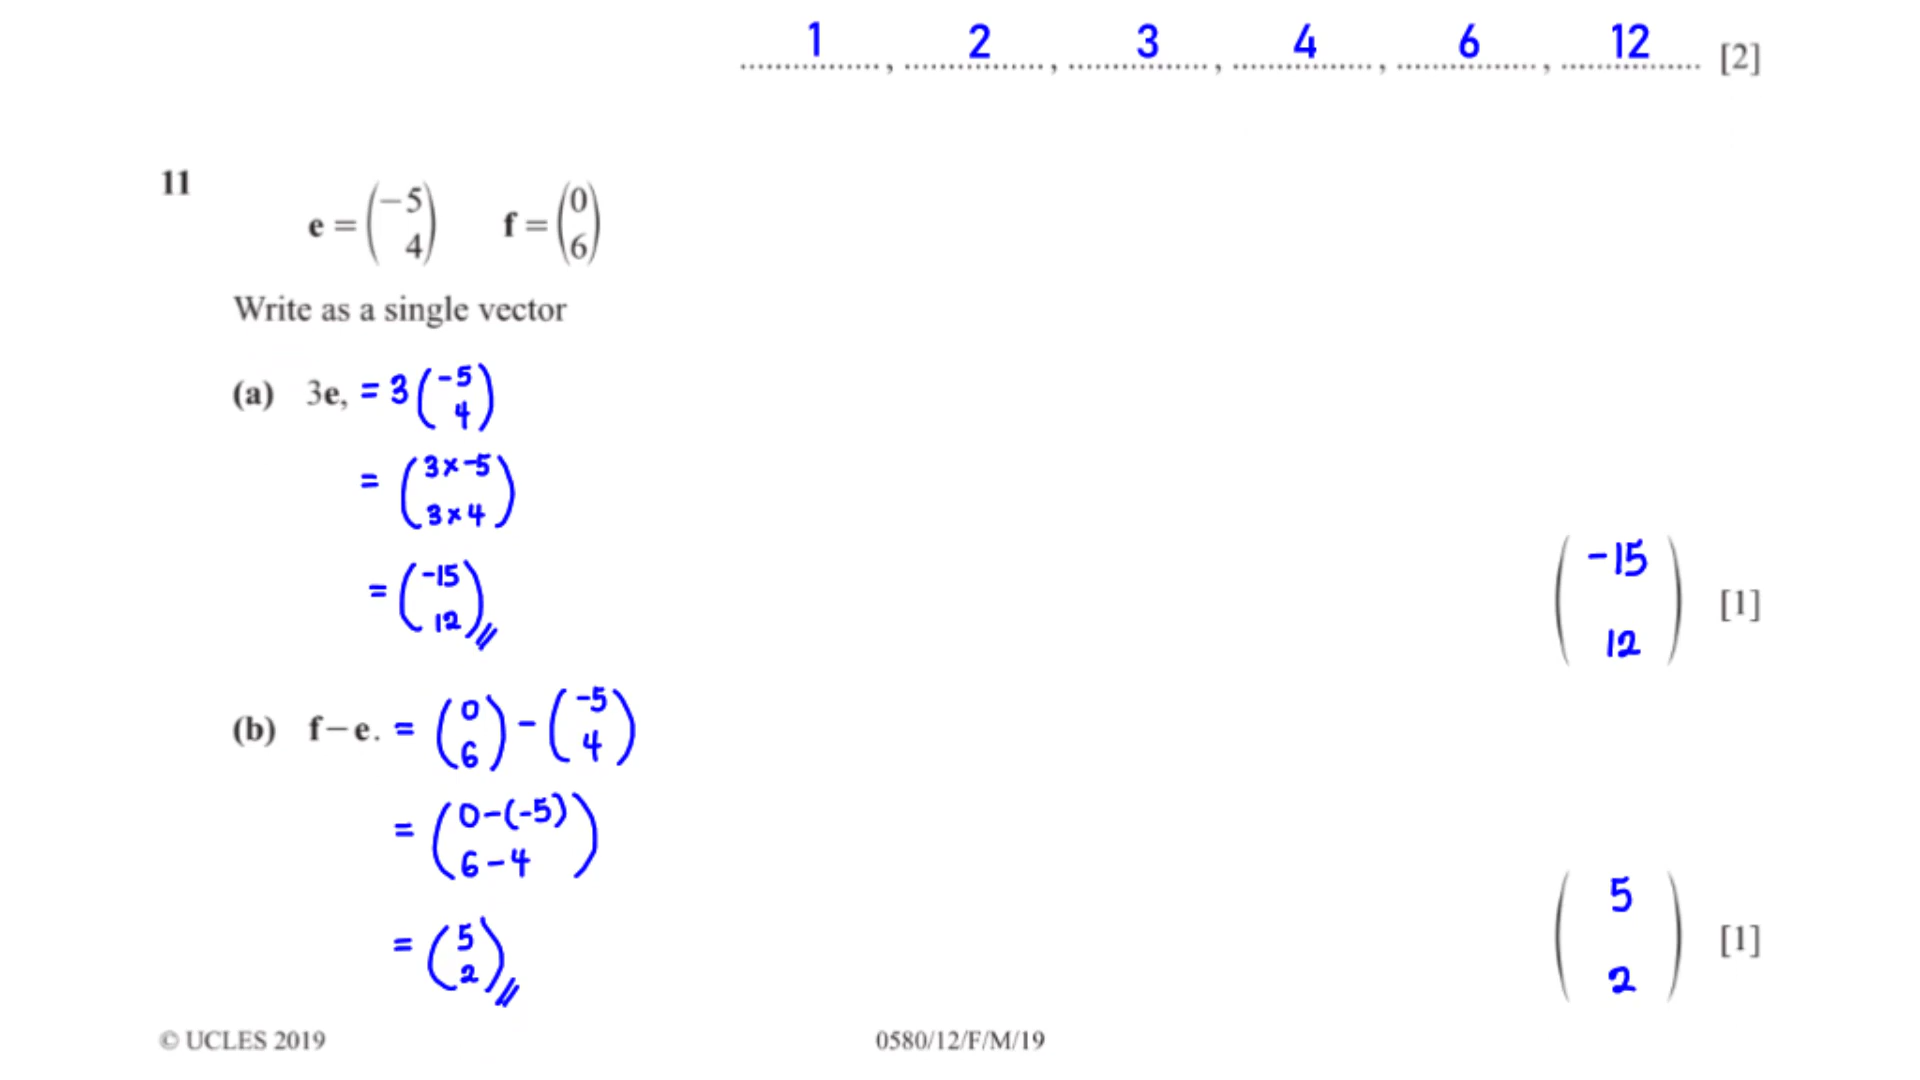 1, 2, 3, 4, 6, 12 [2]
11
e = (-5 4) f = (0 6)
Write as a single vector
(a) 3e, = 3(-5 4)
= (3×-5 3×4)
= (-15 12)//
(-15 12) [1]
(b) f-e. = (0 6) - (-5 4)
= (0-(-5) 6-4)
= (5 2)//
(5 2) [1]
© UCLES 2019 0580/12/F/M/19